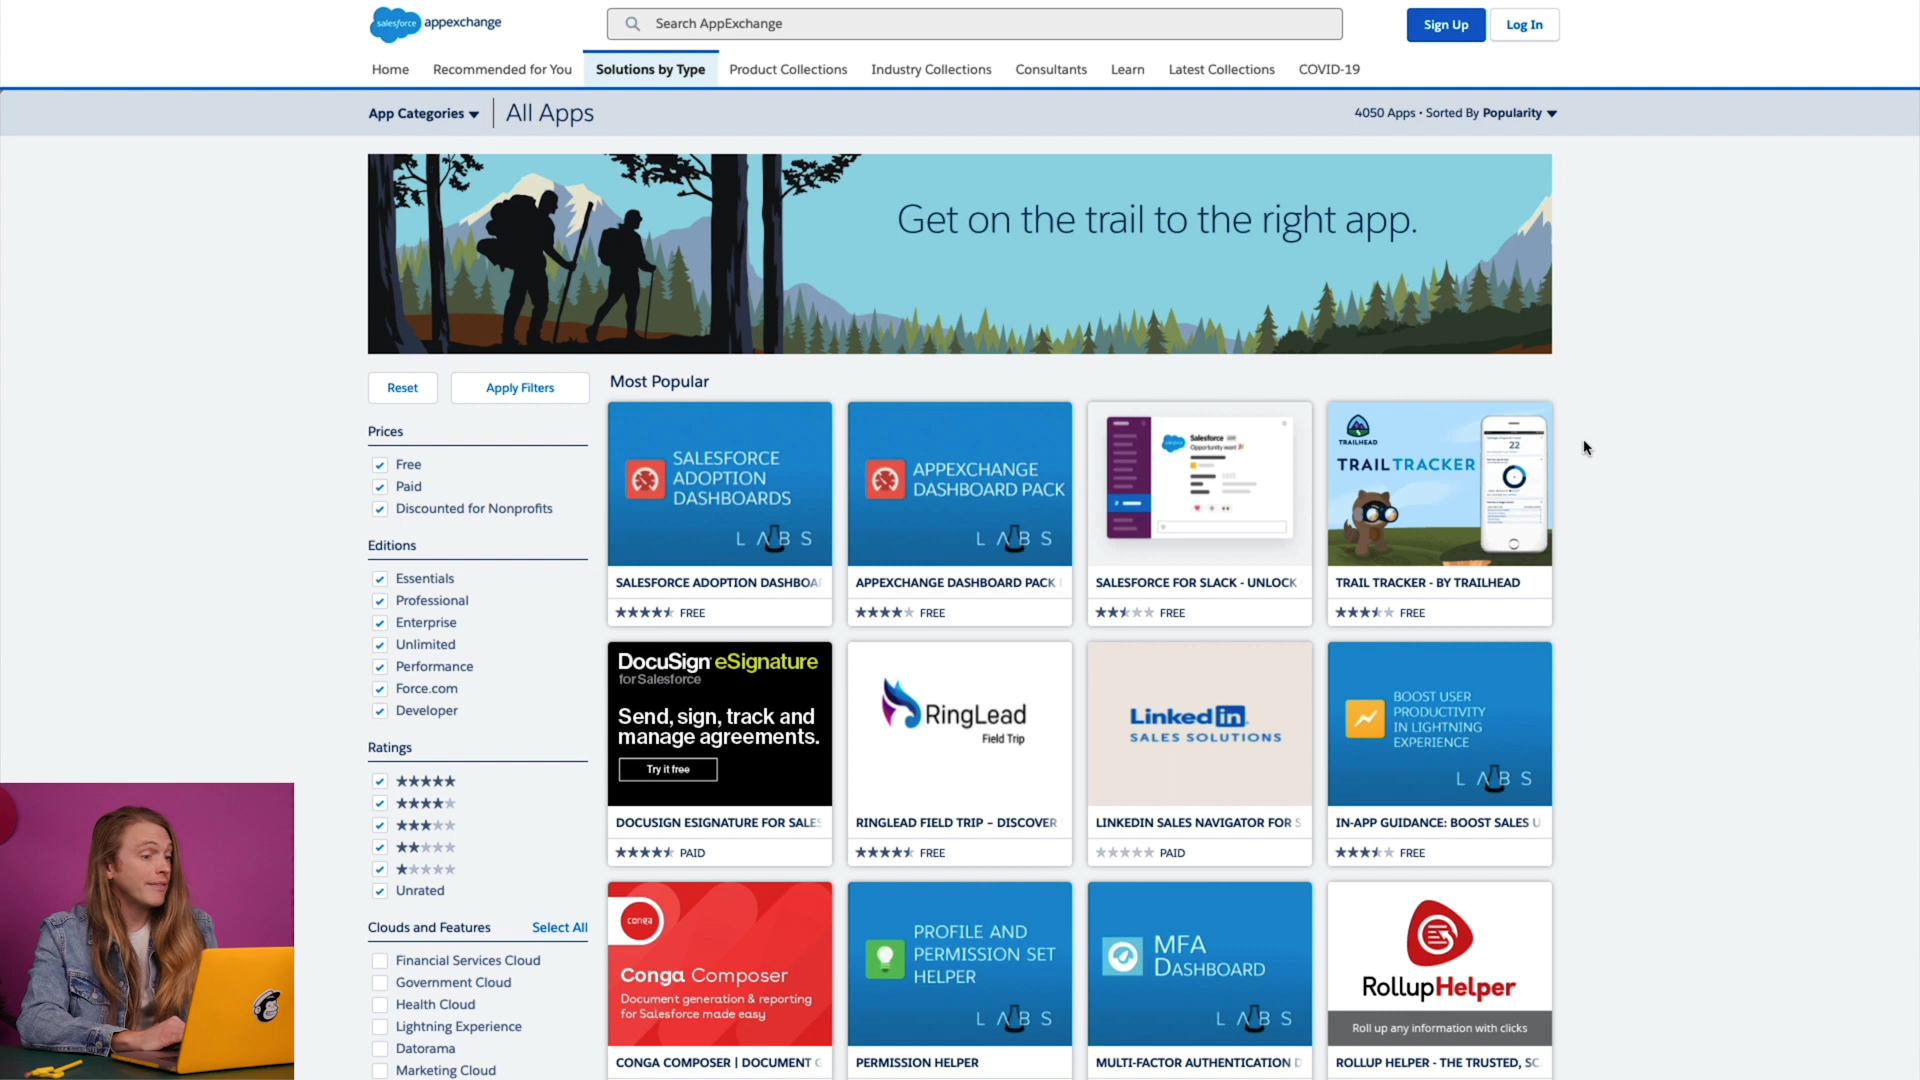 salesforce appexchange
Search AppExchange
Sign Up
Log In
Home Recommended for You Solutions by Type Product Collections Industry Collections Consultants Learn Latest Collections COVID-19
App Categories All Apps
4050 Apps • Sorted By Popularity
Get on the trail to the right app.
Reset Apply Filters
Prices
Free
Paid
Discounted for Nonprofits
Editions
Essentials
Professional
Enterprise
Unlimited
Performance
Force.com
Developer
Ratings
Unrated
Clouds and Features Select All
Financial Services Cloud
Government Cloud
Health Cloud
Lightning Experience
Datorama
Marketing Cloud
Most Popular
SALESFORCE
ADOPTION
DASHBOARDS
LABS
SALESFORCE ADOPTION DASHBOA
FREE
APPEXCHANGE
DASHBOARD PACK
LABS
APPEXCHANGE DASHBOARD PACK
FREE
Salesforce
Opportunity won!
SALESFORCE FOR SLACK - UNLOCK
FREE
TRAILHEAD
TRAILTRACKER
22
TRAIL TRACKER - BY TRAILHEAD
FREE
DocuSign eSignature
for Salesforce
Send, sign, track and
manage agreements.
Try it free
DOCUSIGN ESIGNATURE FOR SALES
PAID
RingLead
Field Trip
RINGLEAD FIELD TRIP – DISCOVER
FREE
Linked in
SALES SOLUTIONS
LINKEDIN SALES NAVIGATOR FOR S
PAID
BOOST USER
PRODUCTIVITY
IN LIGHTNING
EXPERIENCE
LABS
IN-APP GUIDANCE: BOOST SALES U
FREE
conga
Conga Composer
Document generation & reporting
for Salesforce made easy
CONGA COMPOSER | DOCUMENT G
PROFILE AND
PERMISSION SET
HELPER
LABS
PERMISSION HELPER
MFA
DASHBOARD
LABS
MULTI-FACTOR AUTHENTICATION D
RollupHelper
Roll up any information with clicks
ROLLUP HELPER - THE TRUSTED, SC